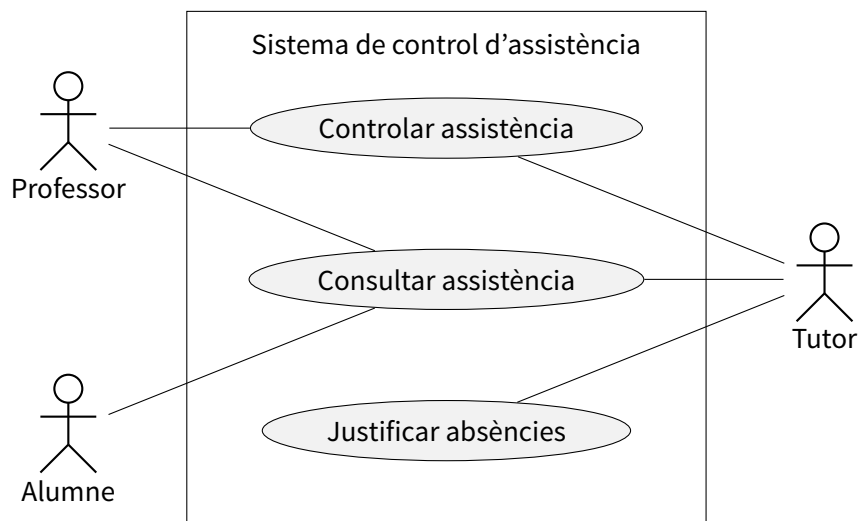 Sistema de control d’assistència
Controlar assistència
Professor
Consultar assistència
Tutor
Justificar absències
Alumne